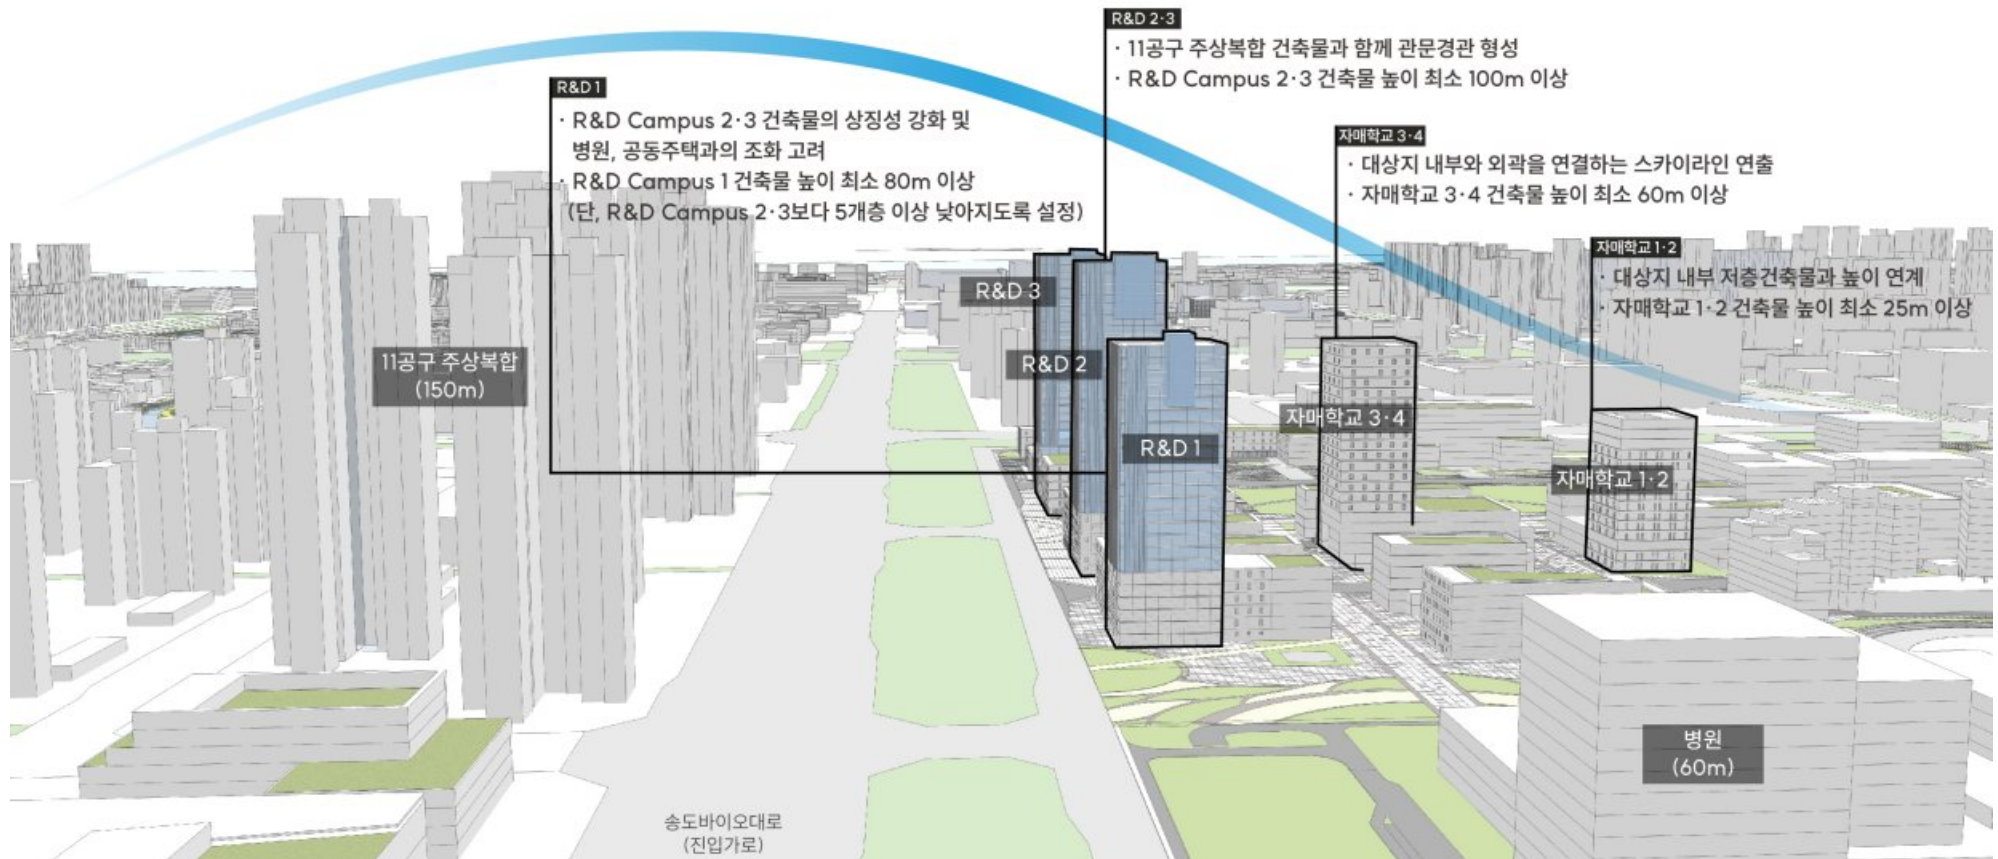 R&D 2·3
· 11공구 주상복합 건축물과 함께 관문경관 형성
· R&D Campus 2·3 건축물 높이 최소 100m 이상
R&D 1
· R&D Campus 2·3 건축물의 상징성 강화 및
병원, 공동주택과의 조화 고려
· R&D Campus 1 건축물 높이 최소 80m 이상
(단, R&D Campus 2·3보다 5개층 이상 낮아지도록 설정)
자매학교 3·4
· 대상지 내부와 외곽을 연결하는 스카이라인 연출
· 자매학교 3·4 건축물 높이 최소 60m 이상
자매학교 1·2
· 대상지 내부 저층건축물과 높이 연계
· 자매학교 1·2 건축물 높이 최소 25m 이상
R&D 3
11공구 주상복합
(150m)
R&D 2
자매학교 3·4
R&D 1
자매학교 1·2
병원
(60m)
송도바이오대로
(진입가로)